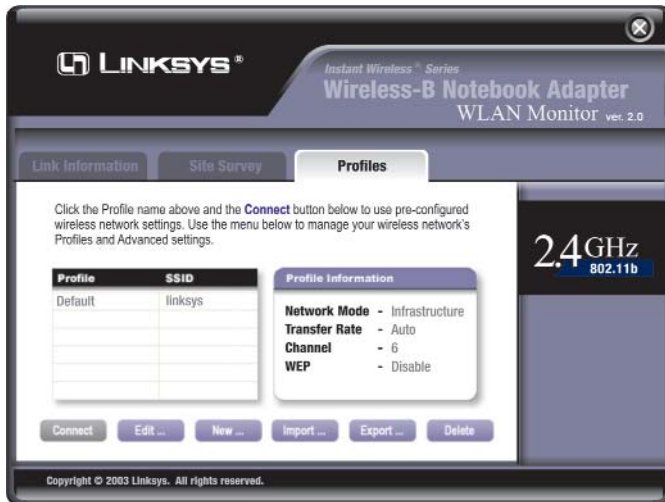 LINKSYS®
Instant Wireless® Series
Wireless-B Notebook Adapter
WLAN Monitor ver. 2.0
Link Information Site Survey Profiles
Click the Profile name above and the Connect button below to use pre-configured
wireless network settings. Use the menu below to manage your wireless network's
Profiles and Advanced settings.
2.4GHz
802.11b
Profile SSID
Default linksys
Profile Information
Network Mode - Infrastructure
Transfer Rate - Auto
Channel - 6
WEP - Disable
Connect Edit ... New ... Import ... Export ... Delete
Copyright © 2003 Linksys. All rights reserved.